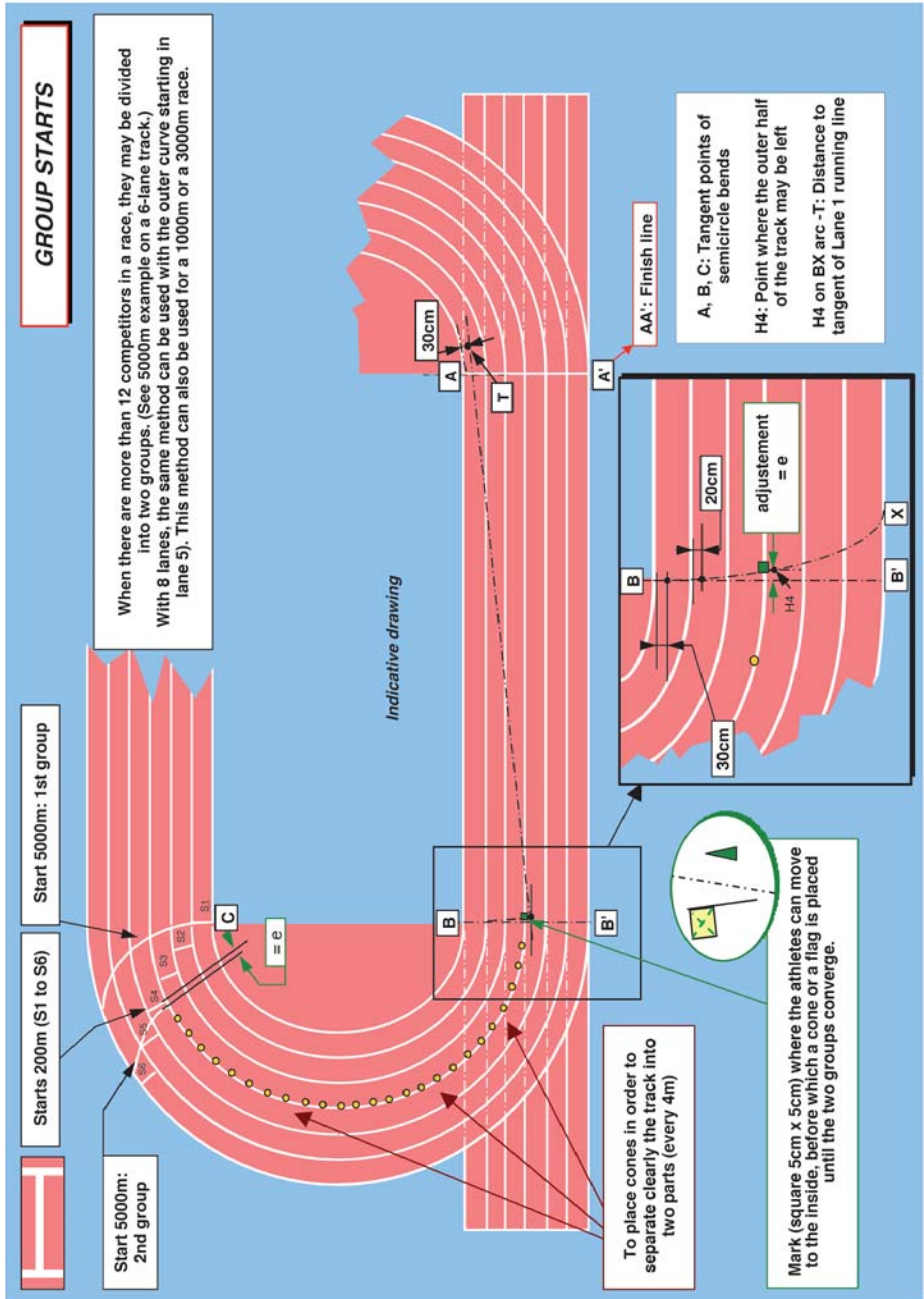 GROUP STARTS
When there are more than 12 competitors in a race, they may be divided
into two groups. (See 5000m example on a 6-lane track.)
With 8 lanes, the same method can be used with the outer curve starting in
lane 5). This method can also be used for a 1000m or a 3000m race.
Starts 200m (S1 to S6)
Start 5000m: 1st group
Start 5000m:
2nd group
S6
S5
S4
S3
S2
S1
C
= e
Indicative drawing
30cm
A
T
A'
AA': Finish line
B
B'
To place cones in order to
separate clearly the track into
two parts (every 4m)
Mark (square 5cm x 5cm) where the athletes can move
to the inside, before which a cone or a flag is placed
until the two groups converge.
B
30cm
20cm
H4
adjustement
= e
B'
X
A, B, C: Tangent points of
semicircle bends
H4: Point where the outer half
of the track may be left
H4 on BX arc -T: Distance to
tangent of Lane 1 running line